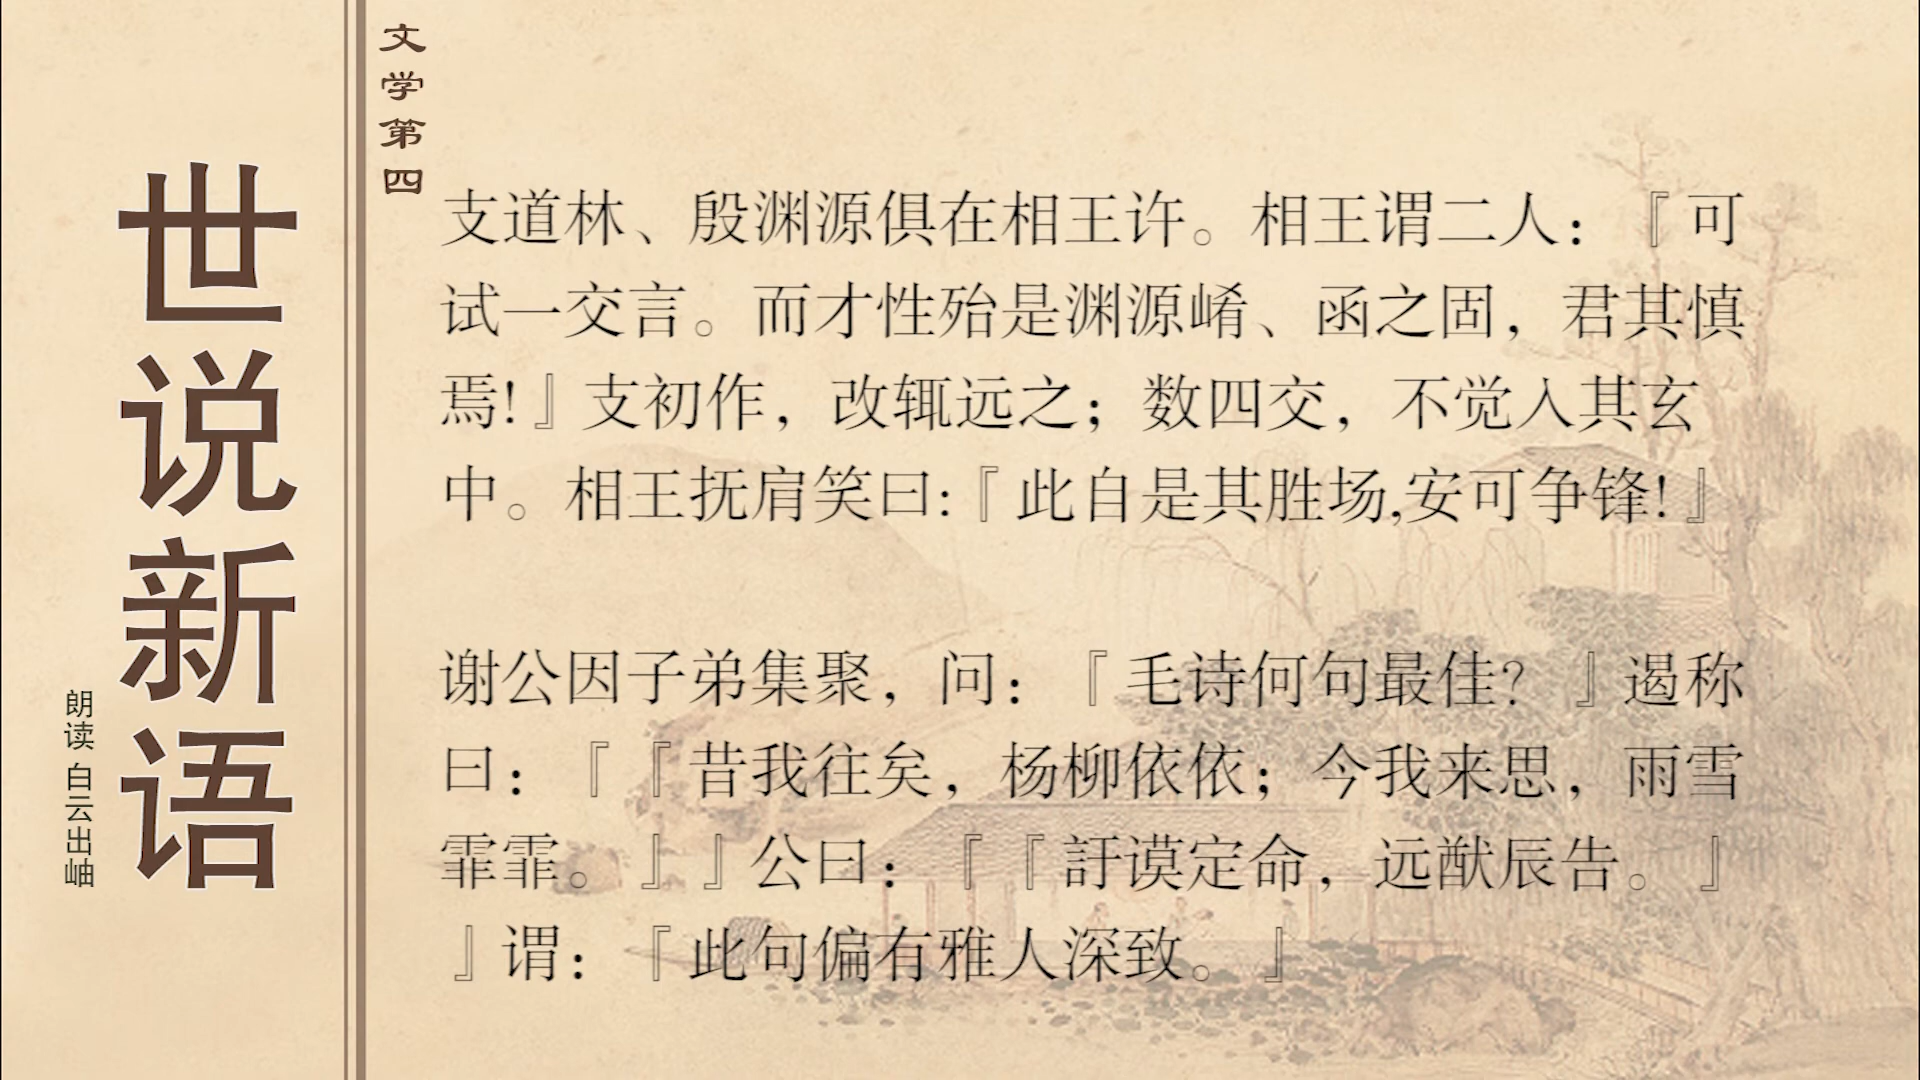 世说新语
朗读 白云出岫
文学第四
支道林、殷渊源俱在相王许。相王谓二人：『可
试一交言。而才性殆是渊源崤、函之固，君其慎
焉!』支初作，改辄远之；数四交，不觉入其玄
中。相王抚肩笑曰:『此自是其胜场,安可争锋!』
谢公因子弟集聚，问：『毛诗何句最佳？』遏称
曰：『『昔我往矣，杨柳依依；今我来思，雨雪
霏霏。』』公曰：『『訏谟定命，远猷辰告。』
』谓：『此句偏有雅人深致。』